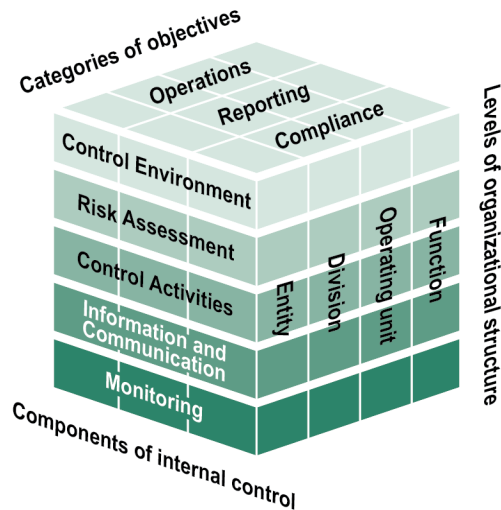 Categories of objectives
Operations
Reporting
Compliance
Levels of organizational structure
Control Environment
Risk Assessment
Control Activities
Information and
Communication
Monitoring
Entity
Division
Operating unit
Function
Components of internal control